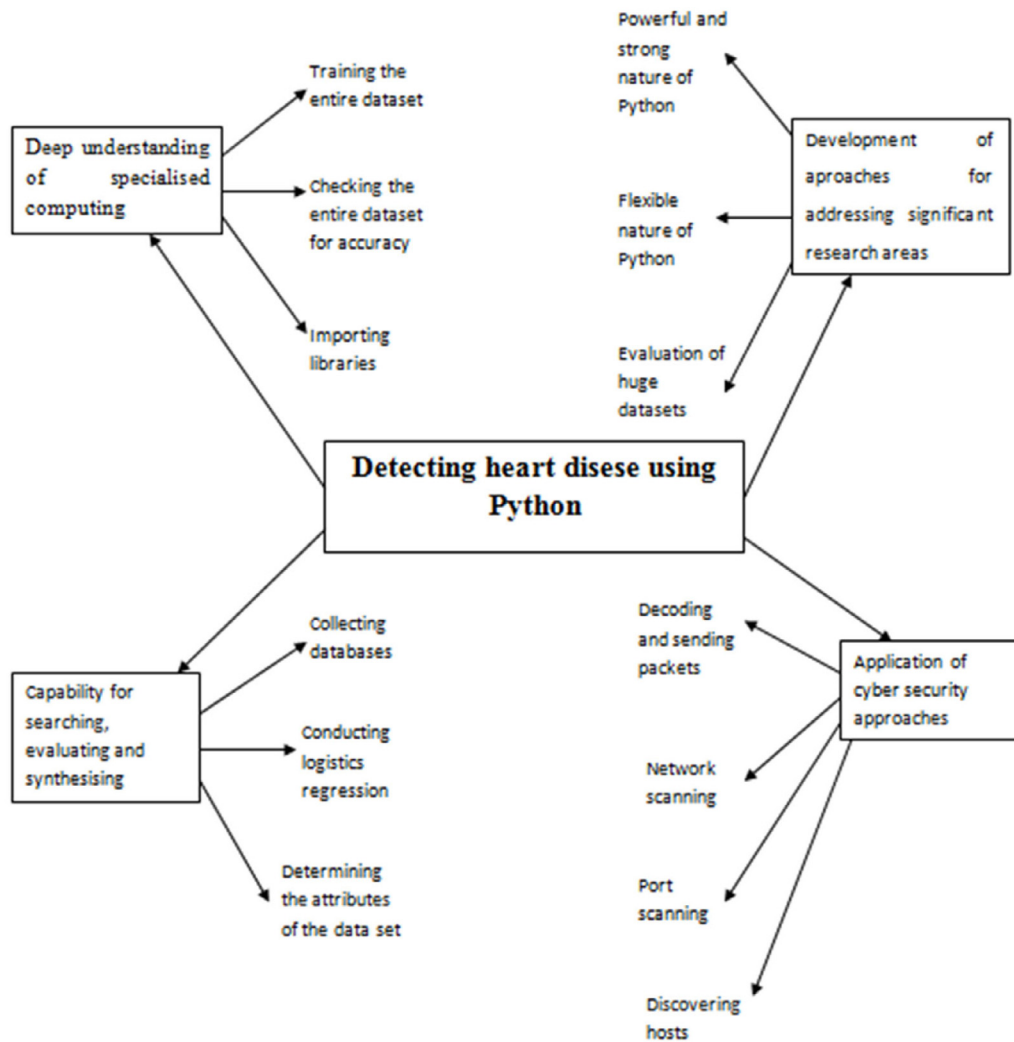 Training the
entire dataset
Deep understanding
of specialised
computing
Checking the
entire dataset
for accuracy
Importing
libraries
Powerful and
strong
nature of
Python
Development of
aproaches for
addressing significant
research areas
Flexible
nature of
Python
Evaluation of
huge
datasets
Detecting heart disese using
Python
Collecting
databases
Capability for
searching,
evaluating and
synthesising
Conducting
logistics
regression
Determining
the attributes
of the data set
Decoding
and sending
packets
Application of
cyber security
approaches
Network
scanning
Port
scanning
Discovering
hosts